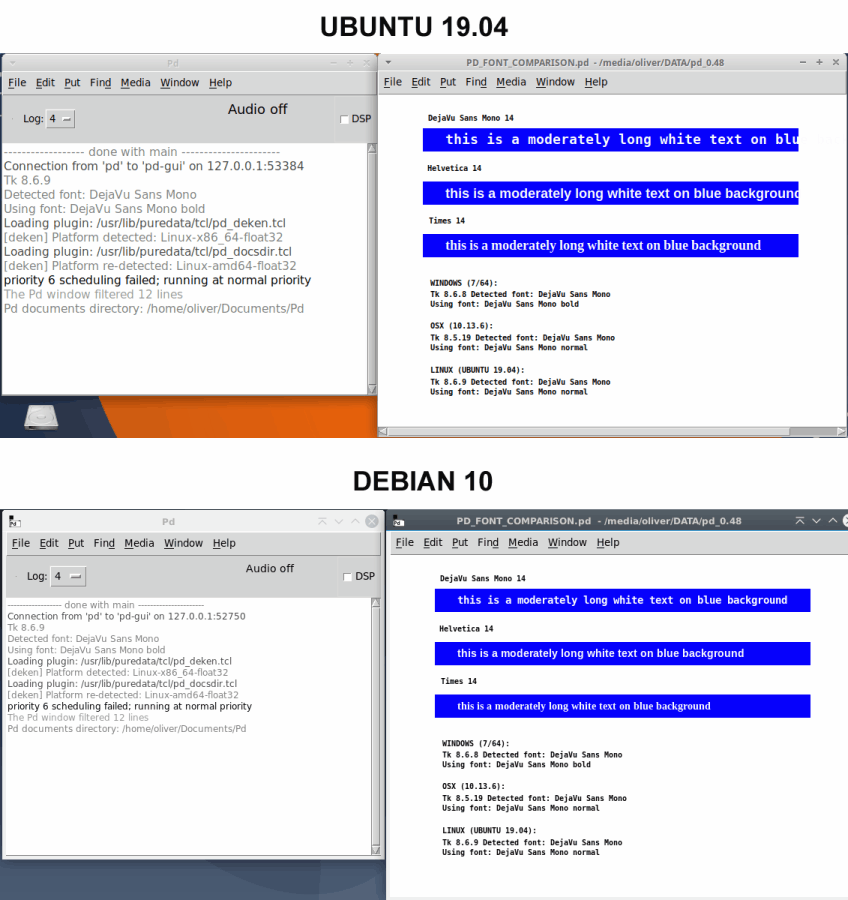 UBUNTU 19.04
Pd
File Edit Put Find Media Window Help
Audio off
Log: 4
DSP
----------------- done with main ---------------------
Connection from 'pd' to 'pd-gui' on 127.0.0.1:53384
Tk 8.6.9
Detected font: DejaVu Sans Mono
Using font: DejaVu Sans Mono bold
Loading plugin: /usr/lib/puredata/tcl/pd_deken.tcl
[deken] Platform detected: Linux-x86_64-float32
Loading plugin: /usr/lib/puredata/tcl/pd_docsdir.tcl
[deken] Platform re-detected: Linux-amd64-float32
priority 6 scheduling failed; running at normal priority
The Pd window filtered 12 lines
Pd documents directory: /home/oliver/Documents/Pd
PD_FONT_COMPARISON.pd - /media/oliver/DATA/pd_0.48
File Edit Put Find Media Window Help
DejaVu Sans Mono 14
this is a moderately long white text on blu
Helvetica 14
this is a moderately long white text on blue background
Times 14
this is a moderately long white text on blue background
WINDOWS (7/64):
Tk 8.6.8 Detected font: DejaVu Sans Mono
Using font: DejaVu Sans Mono bold
OSX (10.13.6):
Tk 8.5.19 Detected font: DejaVu Sans Mono
Using font: DejaVu Sans Mono normal
LINUX (UBUNTU 19.04):
Tk 8.6.9 Detected font: DejaVu Sans Mono
Using font: DejaVu Sans Mono normal
DEBIAN 10
Pd
Pd
File Edit Put Find Media Window Help
Audio off
Log: 4
DSP
----------------- done with main ---------------------
Connection from 'pd' to 'pd-gui' on 127.0.0.1:52750
Tk 8.6.9
Detected font: DejaVu Sans Mono
Using font: DejaVu Sans Mono bold
Loading plugin: /usr/lib/puredata/tcl/pd_deken.tcl
[deken] Platform detected: Linux-x86_64-float32
Loading plugin: /usr/lib/puredata/tcl/pd_docsdir.tcl
[deken] Platform re-detected: Linux-amd64-float32
priority 6 scheduling failed; running at normal priority
The Pd window filtered 12 lines
Pd documents directory: /home/oliver/Documents/Pd
Pd
PD_FONT_COMPARISON.pd - /media/oliver/DATA/pd_0.48
File Edit Put Find Media Window Help
DejaVu Sans Mono 14
this is a moderately long white text on blue background
Helvetica 14
this is a moderately long white text on blue background
Times 14
this is a moderately long white text on blue background
WINDOWS (7/64):
Tk 8.6.8 Detected font: DejaVu Sans Mono
Using font: DejaVu Sans Mono bold
OSX (10.13.6):
Tk 8.5.19 Detected font: DejaVu Sans Mono
Using font: DejaVu Sans Mono normal
LINUX (UBUNTU 19.04):
Tk 8.6.9 Detected font: DejaVu Sans Mono
Using font: DejaVu Sans Mono normal